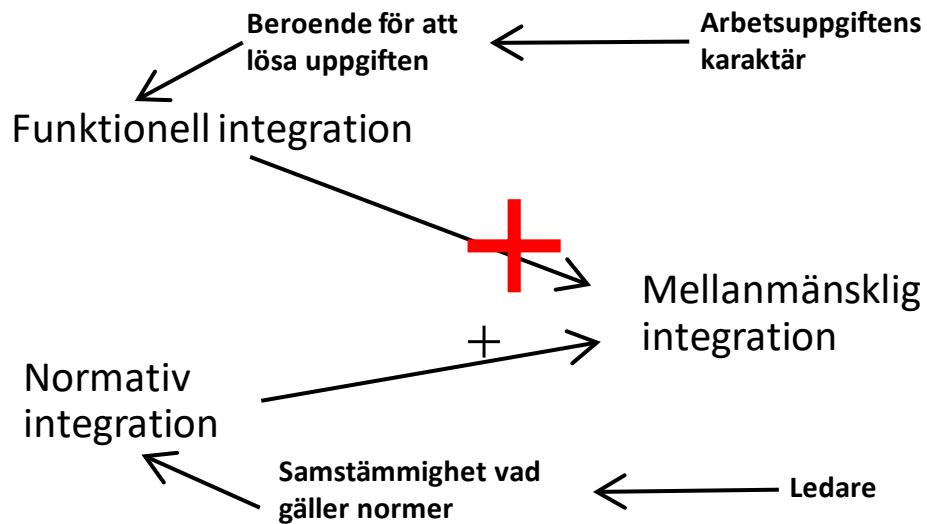 Beroende för att
lösa uppgiften
Arbetsuppgiftens
karaktär
Funktionell integration
+
Mellanmänsklig
integration
+
Normativ
integration
Samstämmighet vad
gäller normer
Ledare